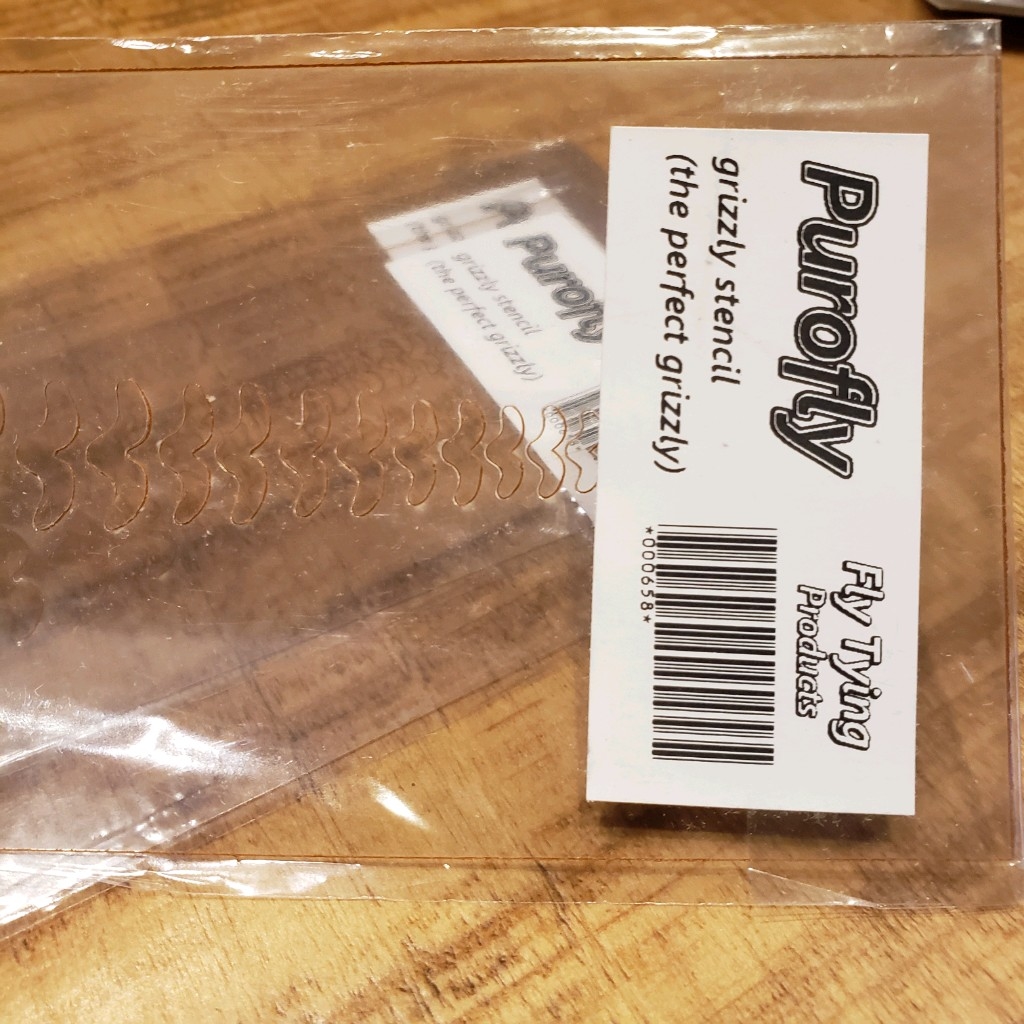 Purofly
grizzly stencil
(the perfect grizzly)
Fly Tying
Products
*000658*
Purofly
grizzly stencil
(the perfect grizzly)